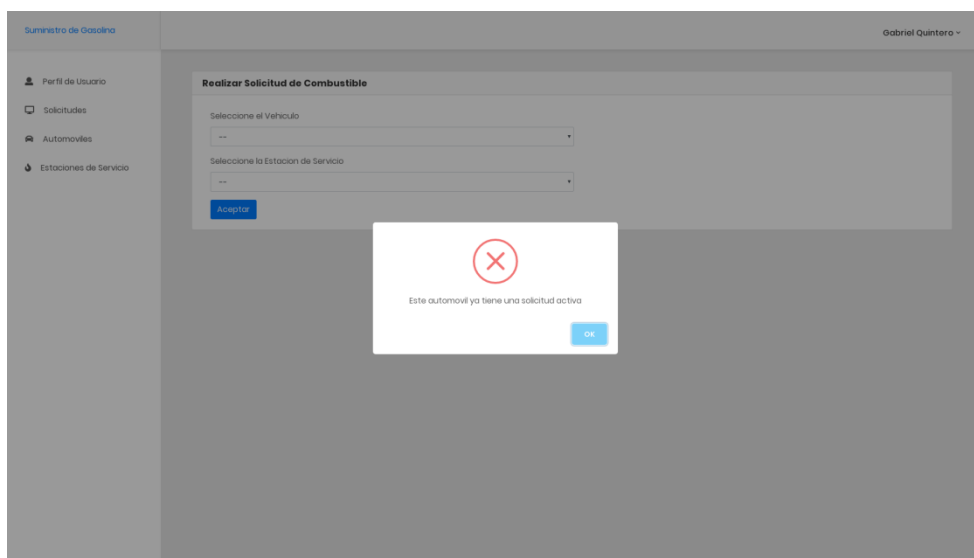 Suministro de Gasolina
Gabriel Quintero
Perfil de Usuario
Solicitudes
Automoviles
Estaciones de Servicio
Realizar Solicitud de Combustible
Seleccione el Vehiculo
--
Seleccione la Estacion de Servicio
--
Aceptar
Este automovil ya tiene una solicitud activa
OK